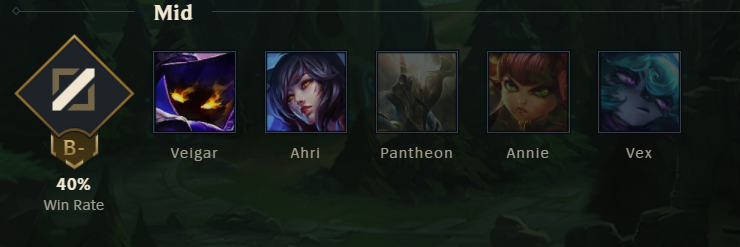 Mid
B-
40%
Win Rate
Veigar
Ahri
Pantheon
Annie
Vex